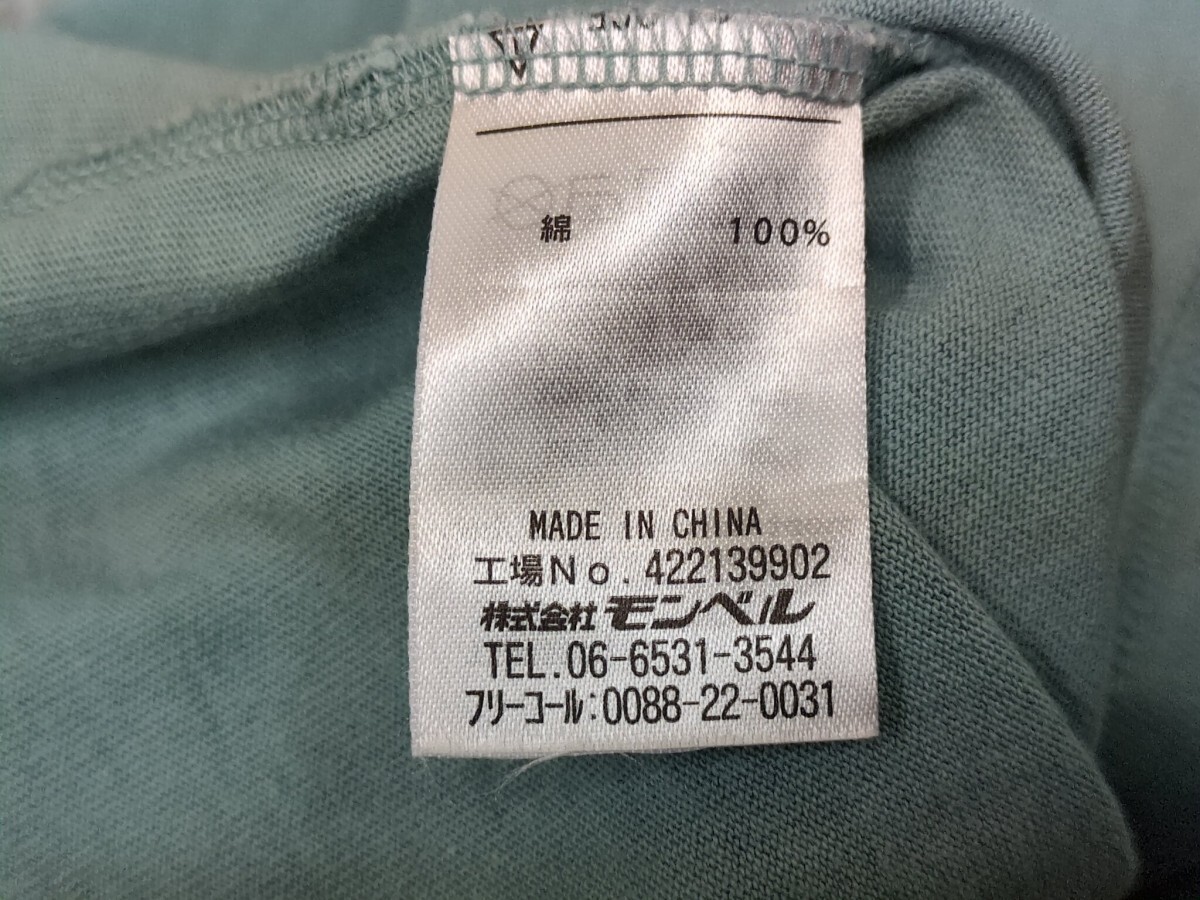 綿 100%
MADE IN CHINA
工場No.422139902
株式会社モンベル
TEL.06-6531-3544
フリーコール:0088-22-0031